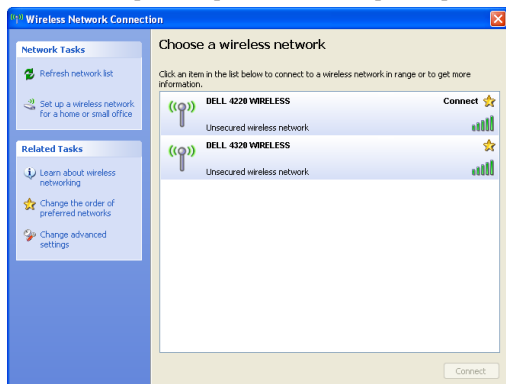 Wireless Network Connection
Network Tasks
Refresh network list
Set up a wireless network
for a home or small office
Related Tasks
Learn about wireless
networking
Change the order of
preferred networks
Change advanced
settings
Choose a wireless network
Click an item in the list below to connect to a wireless network in range or to get more
information.
DELL 4220 WIRELESS Connect
Unsecured wireless network
DELL 4320 WIRELESS
Unsecured wireless network
Connect